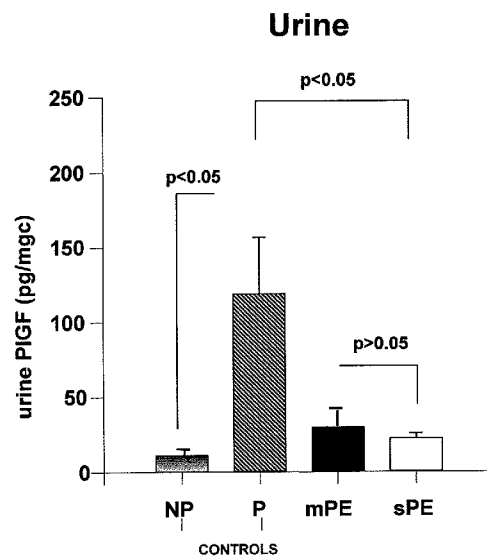 Urine
p<0.05
250
200
p<0.05
150
100
p>0.05
50
0
urine PlGF (pg/mgc)
NP P mPE sPE
CONTROLS